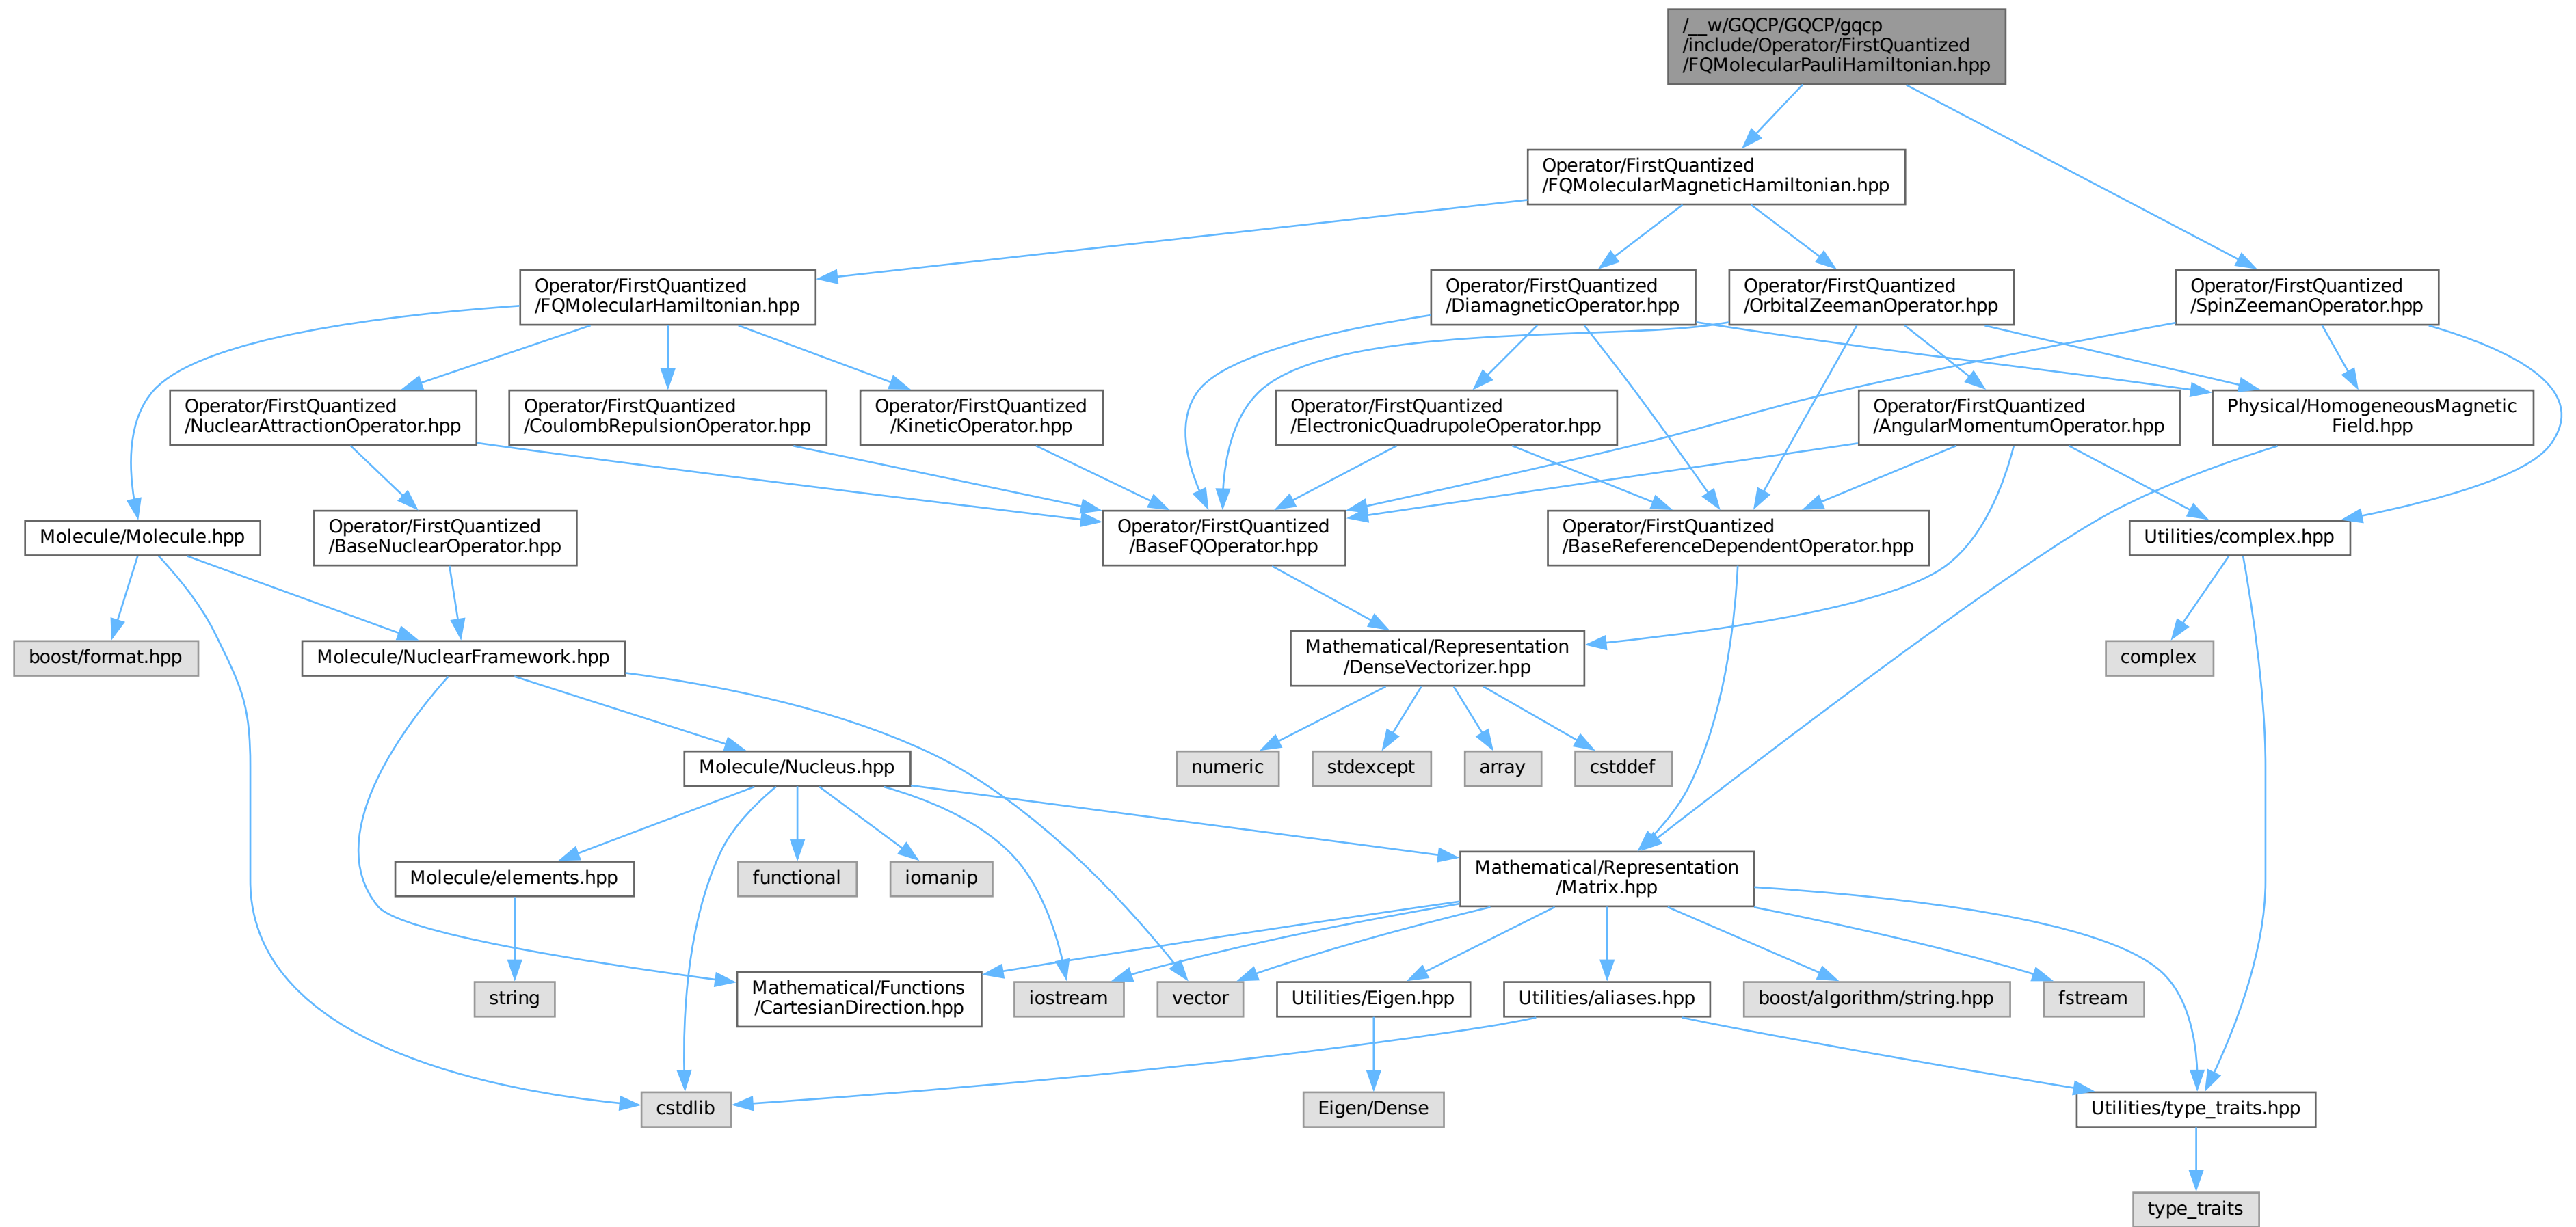 /__w/GQCP/GQCP/gqcp
/include/Operator/FirstQuantized
/FQMolecularPauliHamiltonian.hpp
Operator/FirstQuantized
/FQMolecularMagneticHamiltonian.hpp
Operator/FirstQuantized
/FQMolecularHamiltonian.hpp
Operator/FirstQuantized
/DiamagneticOperator.hpp
Operator/FirstQuantized
/OrbitalZeemanOperator.hpp
Operator/FirstQuantized
/SpinZeemanOperator.hpp
Operator/FirstQuantized
/NuclearAttractionOperator.hpp
Operator/FirstQuantized
/CoulombRepulsionOperator.hpp
Operator/FirstQuantized
/KineticOperator.hpp
Operator/FirstQuantized
/ElectronicQuadrupoleOperator.hpp
Operator/FirstQuantized
/AngularMomentumOperator.hpp
Physical/HomogeneousMagnetic
Field.hpp
Molecule/Molecule.hpp
Operator/FirstQuantized
/BaseNuclearOperator.hpp
Operator/FirstQuantized
/BaseFQOperator.hpp
Operator/FirstQuantized
/BaseReferenceDependentOperator.hpp
Utilities/complex.hpp
boost/format.hpp
Molecule/NuclearFramework.hpp
Mathematical/Representation
/DenseVectorizer.hpp
complex
Molecule/Nucleus.hpp
numeric
stdexcept
array
cstddef
Molecule/elements.hpp
functional
iomanip
Mathematical/Representation
/Matrix.hpp
string
Mathematical/Functions
/CartesianDirection.hpp
iostream
vector
Utilities/Eigen.hpp
Utilities/aliases.hpp
boost/algorithm/string.hpp
fstream
cstdlib
Eigen/Dense
Utilities/type_traits.hpp
type_traits